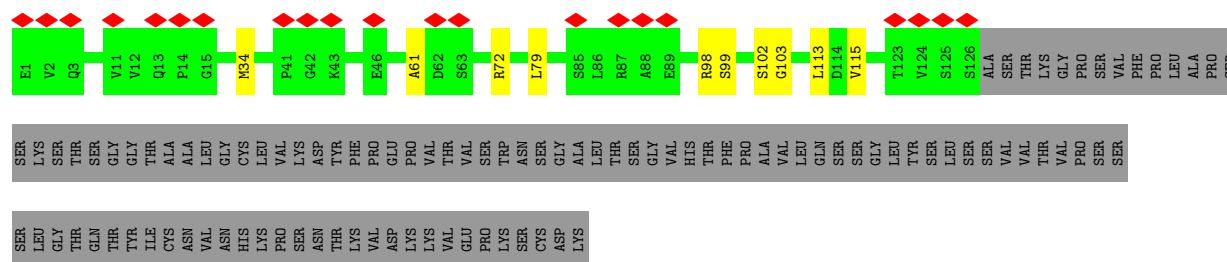 E1 V2 Q3 V11 V12 Q13 P14 G15 M34 P41 G42 K43 E46 A61 D62 S63 R72 L79 S85 L86 R87 A88 E89 R98 S99 S102 G103 L113 D114 V115 T123 V124 S125 S126 ALA SER THR LYS GLY PRO SER VAL PHE PRO LEU ALA PRO SER
SER LYS SER THR SER GLY GLY THR ALA ALA LEU GLY CYS LEU VAL LYS ASP TYR PHE PRO GLU PRO VAL THR VAL SER TRP ASN SER GLY ALA LEU THR SER GLY VAL HIS THR PHE PRO ALA VAL LEU GLN SER SER GLY LEU TYR SER LEU SER SER VAL VAL THR VAL PRO SER SER
SER LEU GLY THR GLN THR TYR ILE CYS ASN VAL ASN HIS LYS PRO SER ASN THR LYS VAL ASP LYS LYS VAL GLU PRO LYS SER CYS ASP LYS